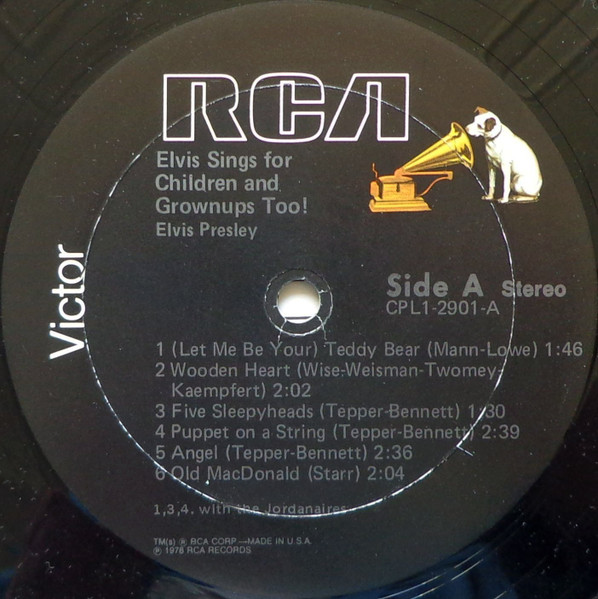 RCA
Elvis Sings for
Children and
Grownups Too!
Elvis Presley
Victor
Side A Stereo
CPL1-2901-A
1 (Let Me Be Your) Teddy Bear (Mann-Lowe) 1:46
2 Wooden Heart (Wise-Weisman-Twomey-
Kaempfert) 2:02
3 Five Sleepyheads (Tepper-Bennett) 1:30
4 Puppet on a String (Tepper-Bennett) 2:39
5 Angel (Tepper-Bennett) 2:36
6 Old MacDonald (Starr) 2:04
1,3,4. with the Jordanaires
TM(s) ® RCA CORP.—MADE IN U.S.A.
℗ 1978 RCA RECORDS